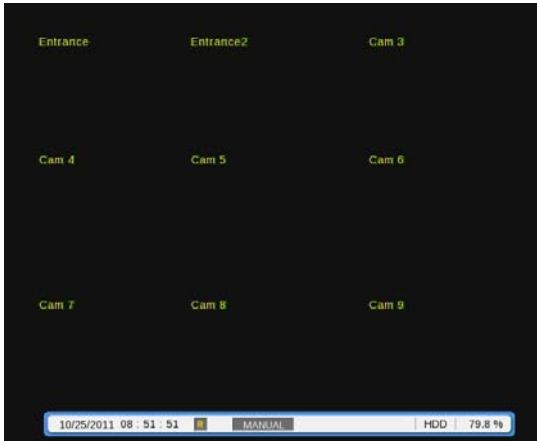 Entrance Entrance2 Cam 3
Cam 4 Cam 5 Cam 6
Cam 7 Cam 8 Cam 9
10/25/2011 08 : 51 : 51 R MANUAL HDD 79.8 %